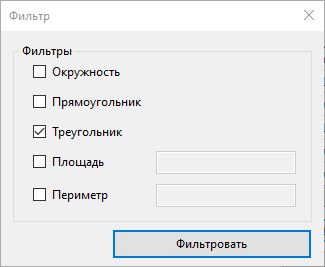 Фильтр
Фильтры
Окружность
Прямоугольник
Треугольник
Площадь
Периметр
Фильтровать